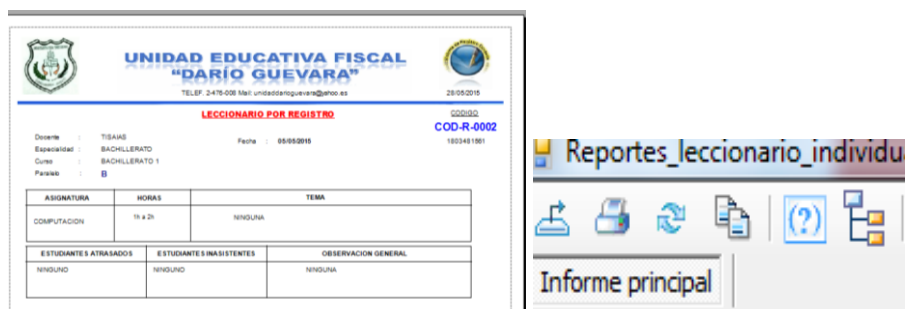 UNIDAD EDUCATIVA FISCAL
"DARÍO GUEVARA"
TELEF. 2-476-008 Mail: unidaddarioguevara@yahoo.es
28/05/2015
LECCIONARIO POR REGISTRO
CODIGO
COD-R-0002
Docente : TISAIAS
Fecha : 05/05/2015
1803481561
Especialidad : BACHILLERATO
Curso : BACHILLERATO 1
Paralelo : B
ASIGNATURA HORAS TEMA
COMPUTACION 1h a 2h NINGUNA
ESTUDIANTES ATRASADOS ESTUDIANTES INASISTENTES OBSERVACION GENERAL
NINGUNO NINGUNO NINGUNA
Reportes_leccionario_individua
(?)
Informe principal